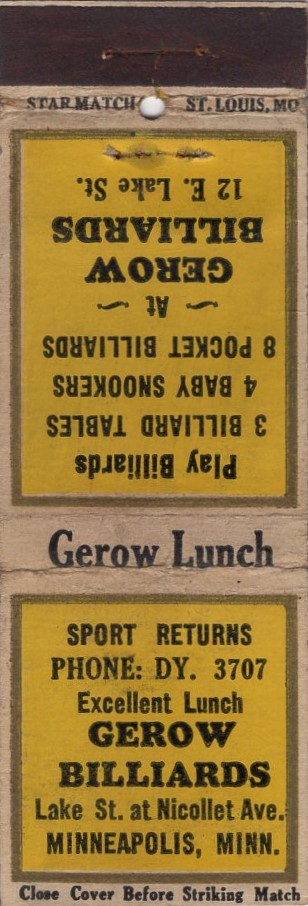 STAR MATCH ST. LOUIS, MO
Play Billiards
3 BILLIARD TABLES
4 BABY SNOOKERS
8 POCKET BILLIARDS
At
GEROW
BILLIARDS
12 E. Lake St.
Gerow Lunch
SPORT RETURNS
PHONE: DY. 3707
Excellent Lunch
GEROW
BILLIARDS
Lake St. at Nicollet Ave.
MINNEAPOLIS, MINN.
Close Cover Before Striking Match